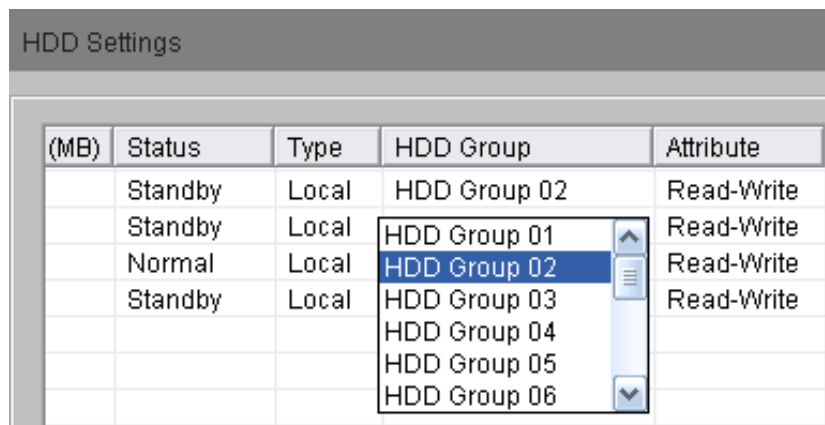 HDD Settings
(MB) Status Type HDD Group Attribute
Standby Local HDD Group 02 Read-Write
Standby Local HDD Group 01 Read-Write
Normal Local HDD Group 02 Read-Write
Standby Local HDD Group 03 Read-Write
HDD Group 04
HDD Group 05
HDD Group 06